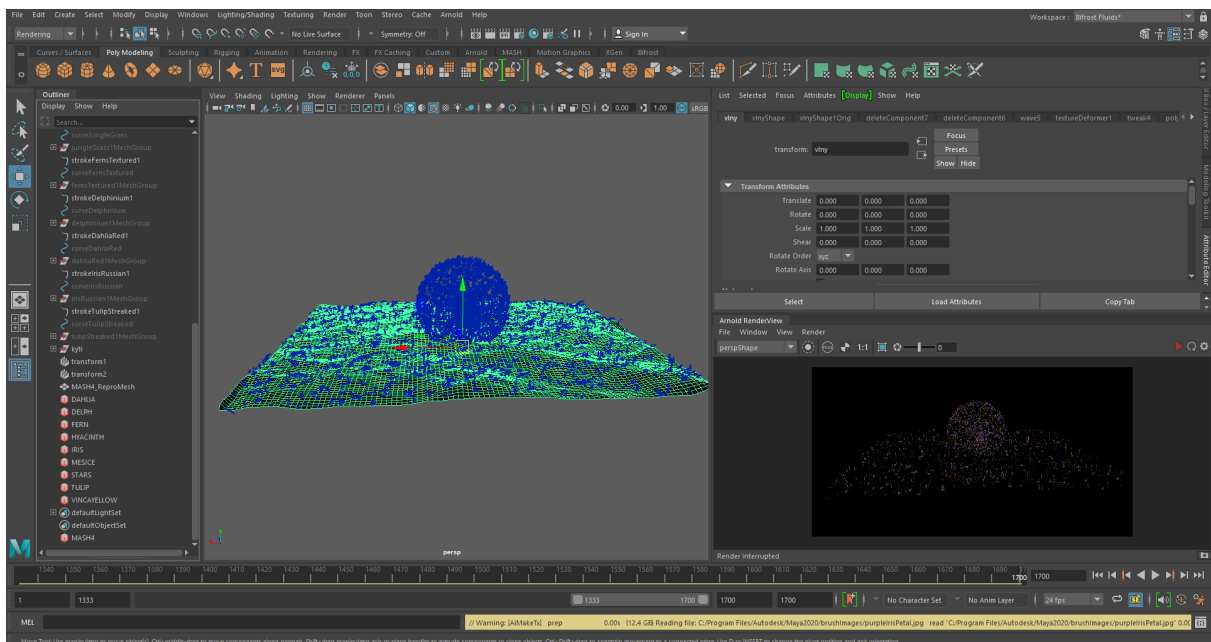 File Edit Create Select Modify Display Windows Lighting/Shading Texturing Render Toon Stereo Cache Arnold Help
Workspace : Bifrost Fluids*
Rendering
No Live Surface
Symmetry: Off
Sign In
Curves / Surfaces Poly Modeling Sculpting Rigging Animation Rendering FX FX Caching Custom Arnold MASH Motion Graphics XGen Bifrost
Outliner
Display Show Help
Search...
curveJungleGrass
jungleGrass1MeshGroup
strokeFernsTextured1
curveFernsTextured
fernsTextured1MeshGroup
strokeDelphinium1
curveDelphinium
delphinium1MeshGroup
strokeDahliaRed1
curveDahliaRed
dahliaRed1MeshGroup
strokeIrisRussian1
curveIrisRussian
irisRussian1MeshGroup
strokeTulipStreaked1
curveTulipStreaked
tulipStreaked1MeshGroup
kyti
transform1
transform2
MASH4_ReproMesh
DAHLIA
DELPH
FERN
HYACINTH
IRIS
MESICE
STARS
TULIP
VINCAYELLOW
defaultLightSet
defaultObjectSet
MASH4
View Shading Lighting Show Renderer Panels
0.00 1.00 sRGB
persp
List Selected Focus Attributes Display Show Help
vlny vlnyShape vlnyShape1Orig deleteComponent7 deleteComponent6 wave5 textureDeformer1 tweak4
transform: vlny
Focus
Presets
Show Hide
Transform Attributes
Translate 0.000 0.000 0.000
Rotate 0.000 0.000 0.000
Scale 1.000 1.000 1.000
Shear 0.000 0.000 0.000
Rotate Order xyz
Rotate Axis 0.000 0.000 0.000
Select Load Attributes Copy Tab
Arnold RenderView
File Window View Render
perspShape 1:1 0
Render Interrupted
Modeling Toolkit
Attribute Editor
1340 1350 1360 1370 1380 1390 1400 1410 1420 1430 1440 1450 1460 1470 1480 1490 1500 1510 1520 1530 1540 1550 1560 1570 1580 1590 1600 1610 1620 1630 1640 1650 1660 1670 1680 1690
1700 1700
1 1333 1333 1700 1700 1700 No Character Set No Anim Layer 24 fps
MEL
// Warning: [AiMakeTx] prep 0.00s (12.4 GB) Reading file: C:/Program Files/Autodesk/Maya2020/brushImages/purpleIrisPetal.jpg read "C:/Program Files/Autodesk/Maya2020/brushImages/purpleIrisPetal.jpg" 0.00